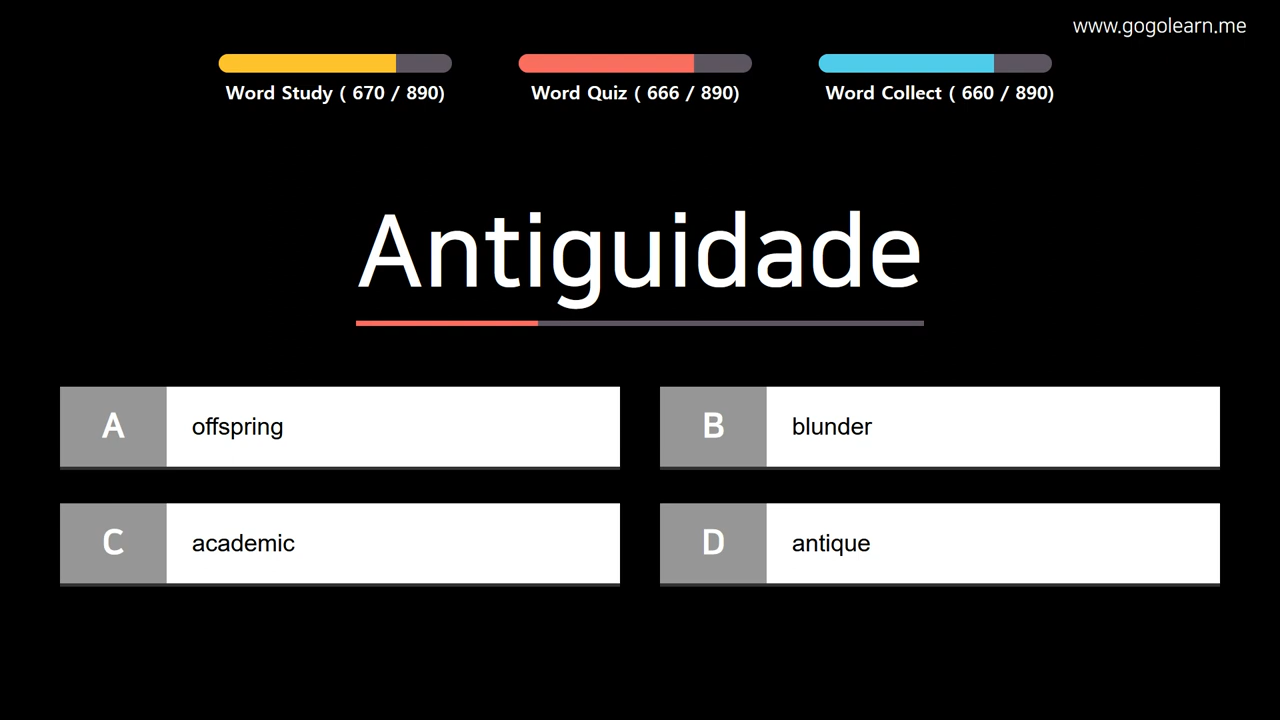 www.gogolearn.me
Word Study ( 670 / 890)
Word Quiz ( 666 / 890)
Word Collect ( 660 / 890)
Antiguidade
A offspring
B blunder
C academic
D antique